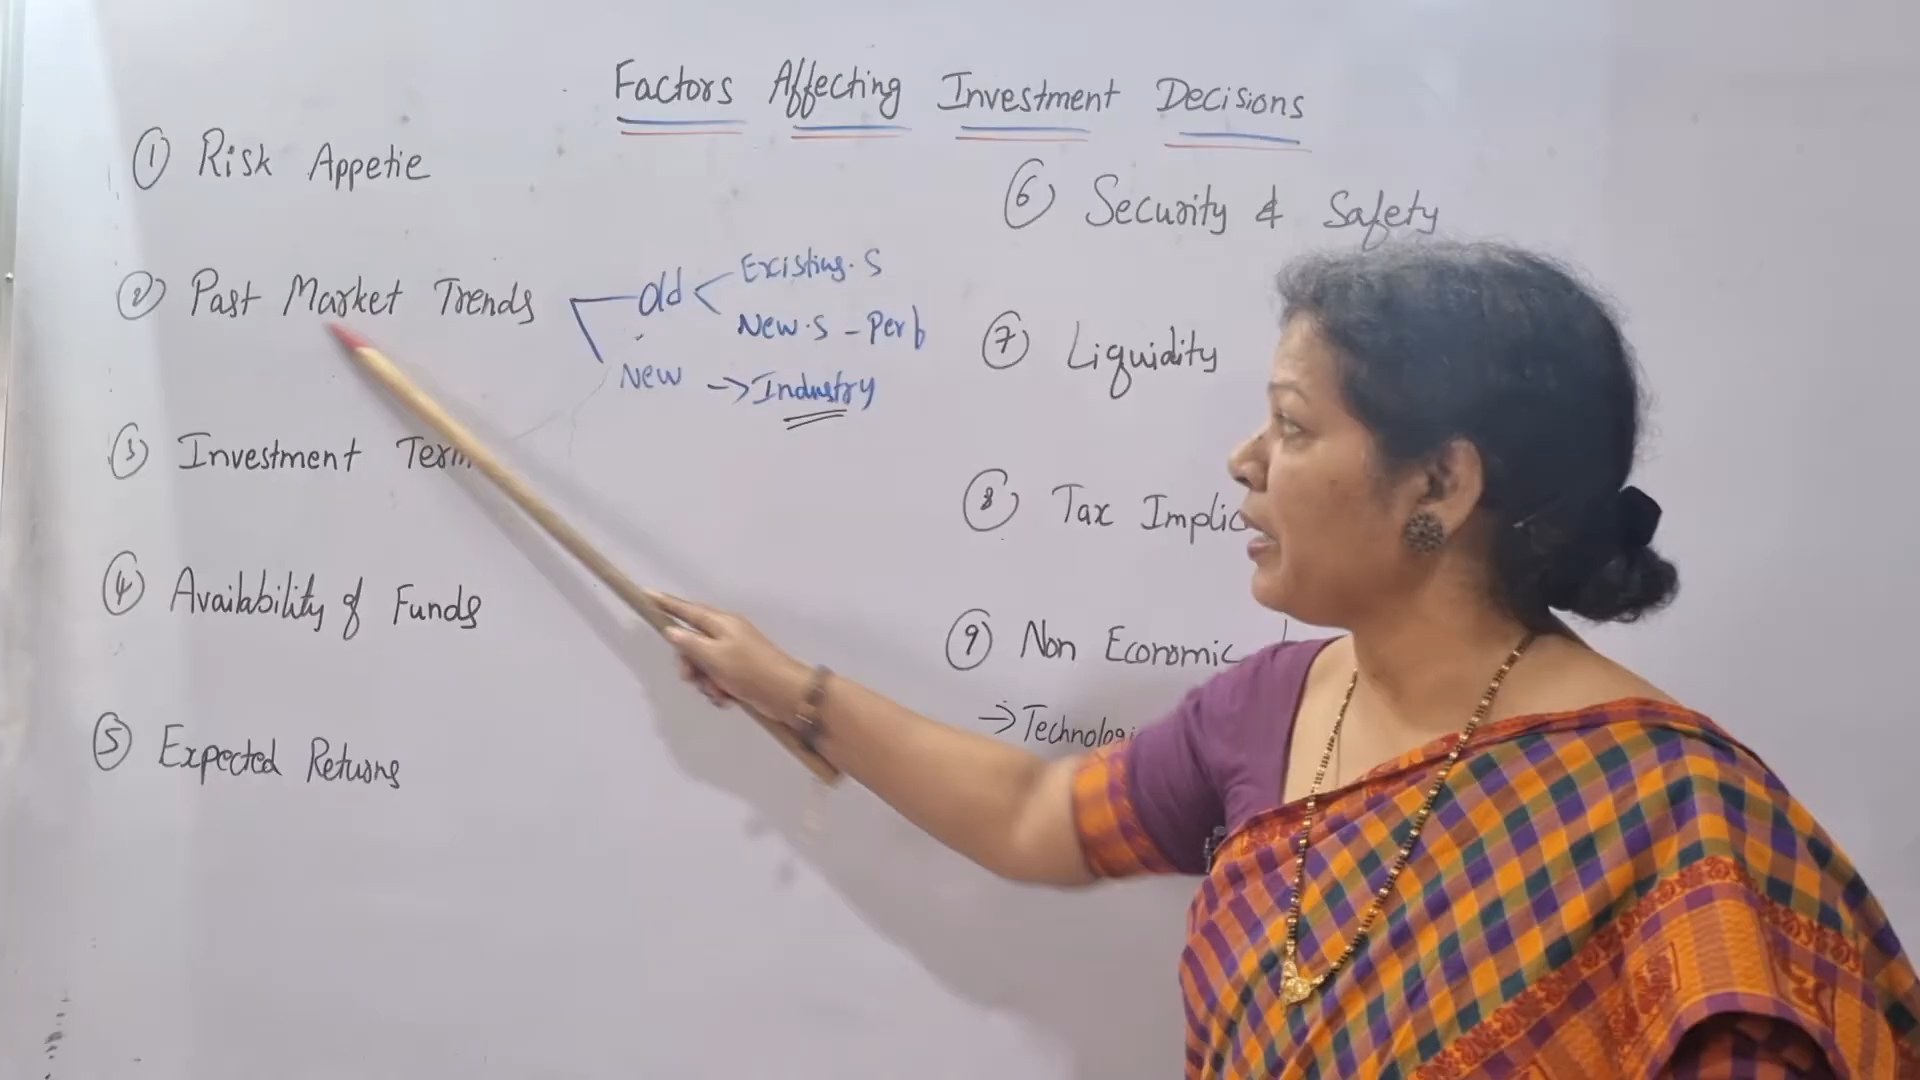 Factors Affecting Investment Decisions
① Risk Appetie
② Past Market Trends
Old
Existing.S
New.S - Perb
New → Industry
③ Investment Term
④ Availability of Funds
⑤ Expected Returns
⑥ Security & Safety
⑦ Liquidity
⑧ Tax Implic
⑨ Non Economic
→ Technologi